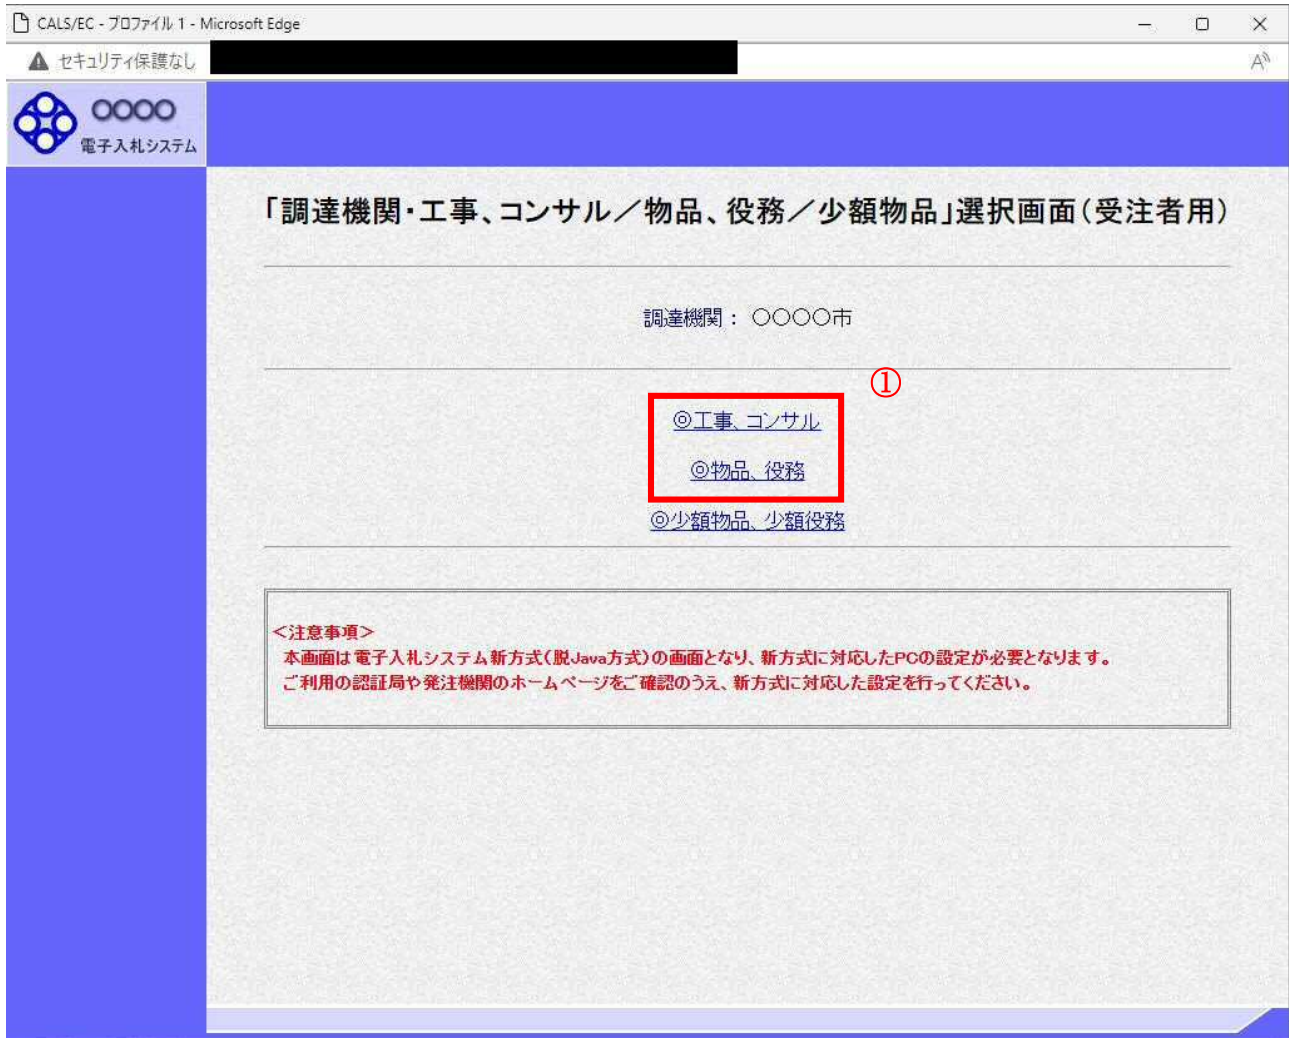 CALS/EC - プロファイル 1 - Microsoft Edge
セキュリティ保護なし
〇〇〇〇
電子入札システム
「調達機関・工事、コンサル／物品、役務／少額物品」選択画面(受注者用)
調達機関： 〇〇〇〇市
①
◎工事、コンサル
◎物品、役務
◎少額物品、少額役務
＜注意事項＞
本画面は電子入札システム新方式(脱Java方式)の画面となり、新方式に対応したPCの設定が必要となります。
ご利用の認証局や発注機関のホームページをご確認のうえ、新方式に対応した設定を行ってください。